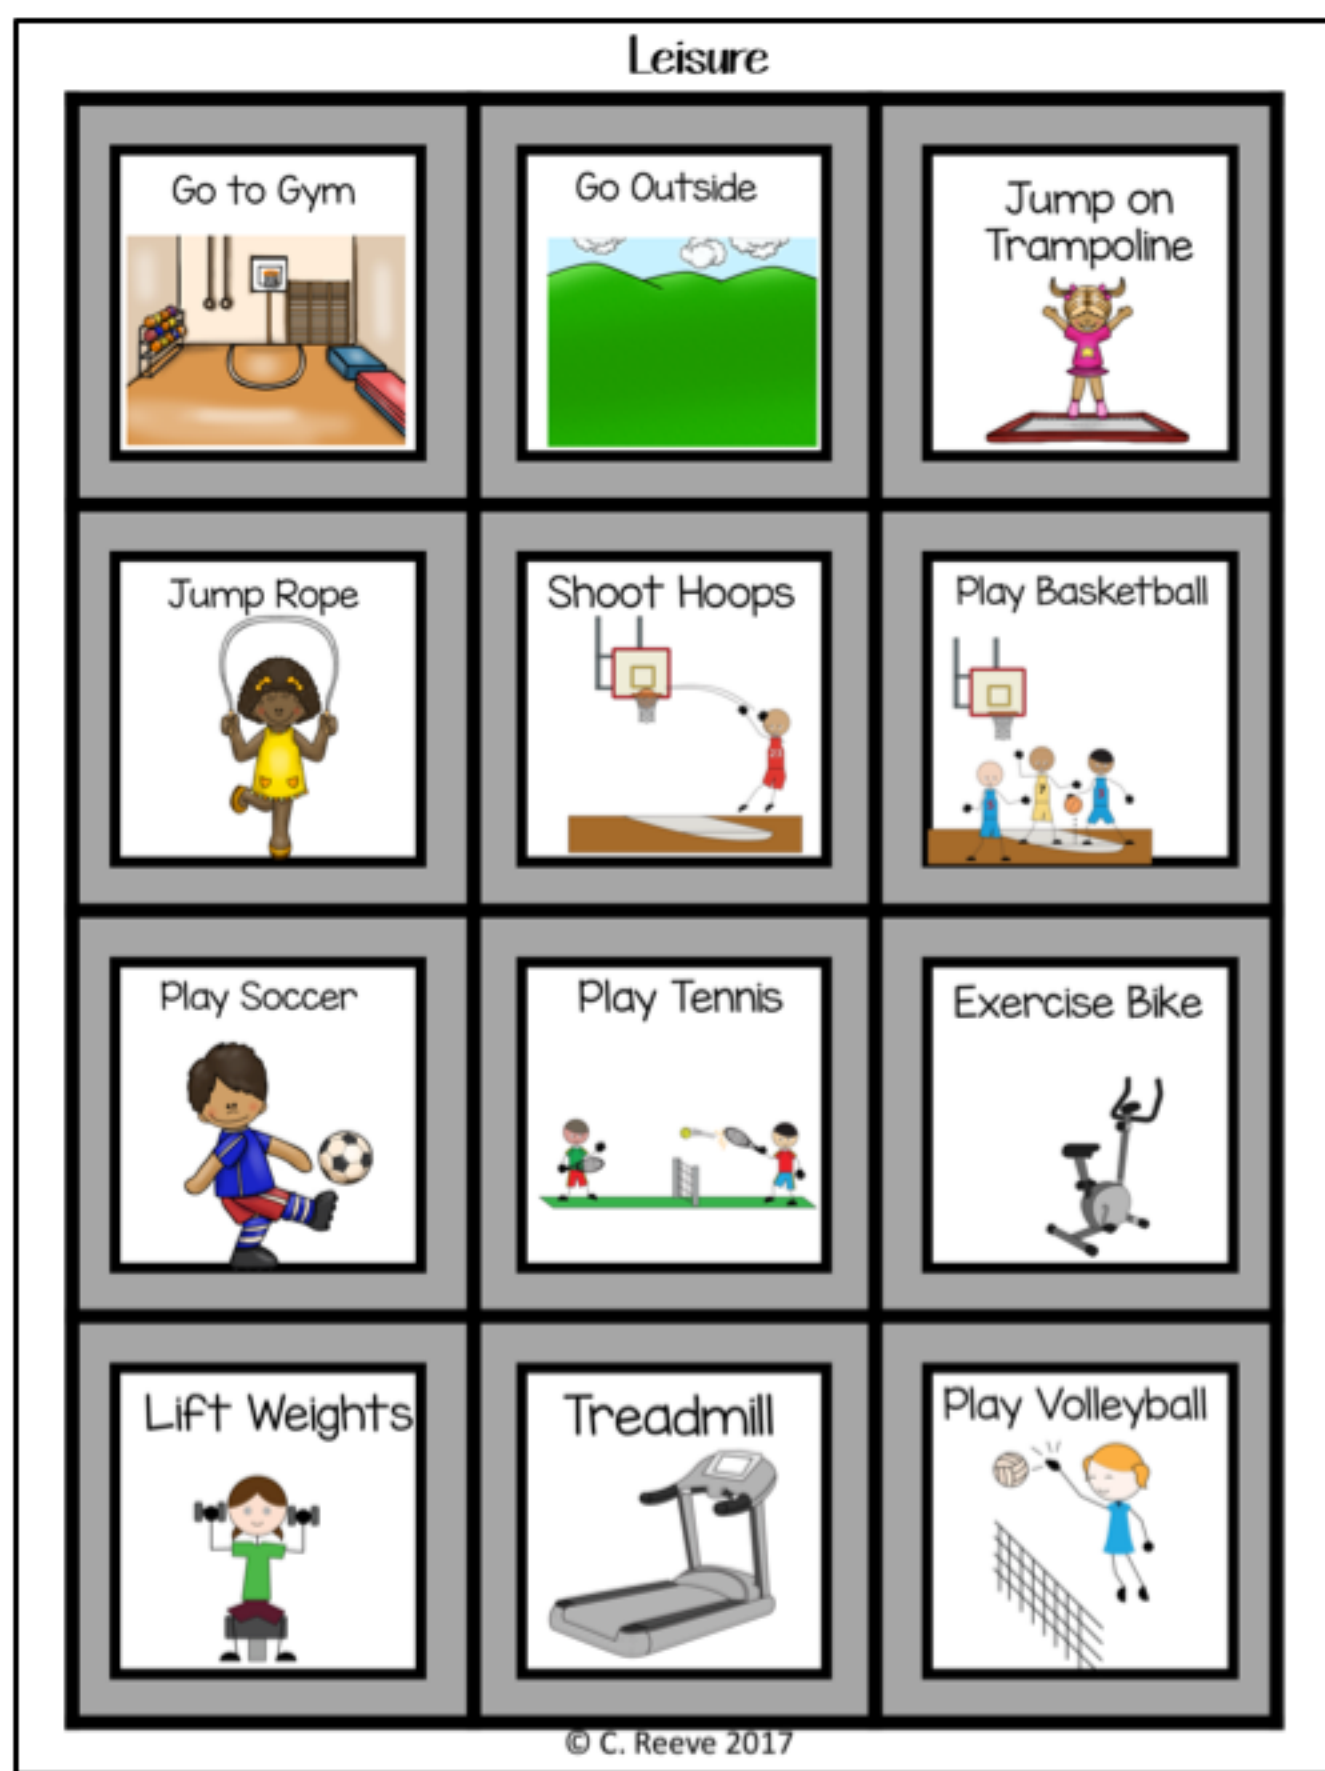 Leisure
Go to Gym
Go Outside
Jump on
Trampoline
Jump Rope
Shoot Hoops
Play Basketball
Play Soccer
Play Tennis
Exercise Bike
Lift Weights
Treadmill
Play Volleyball
© C. Reeve 2017